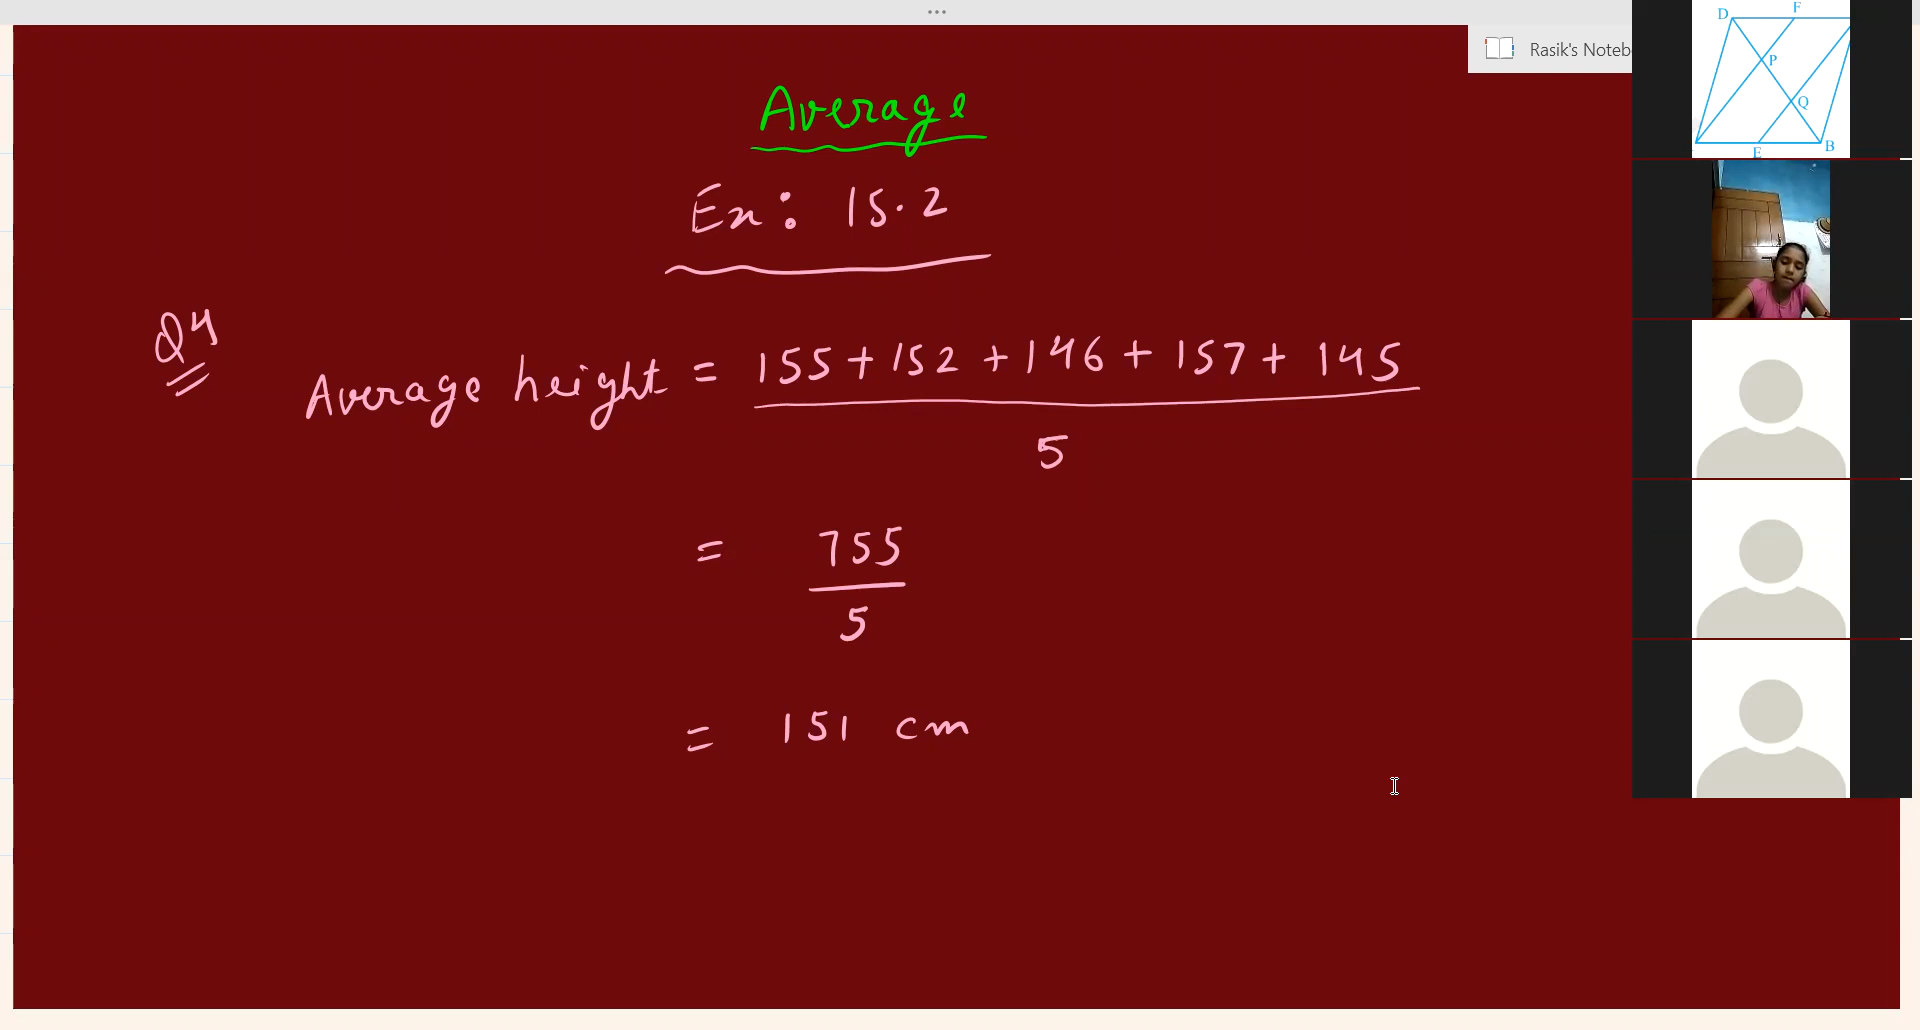 Rasik's Noteb
Average
Ex: 15.2
Q4
Average height = 155 + 152 + 146 + 157 + 145
5
= 755
5
= 151 cm
D F
P
Q
E B